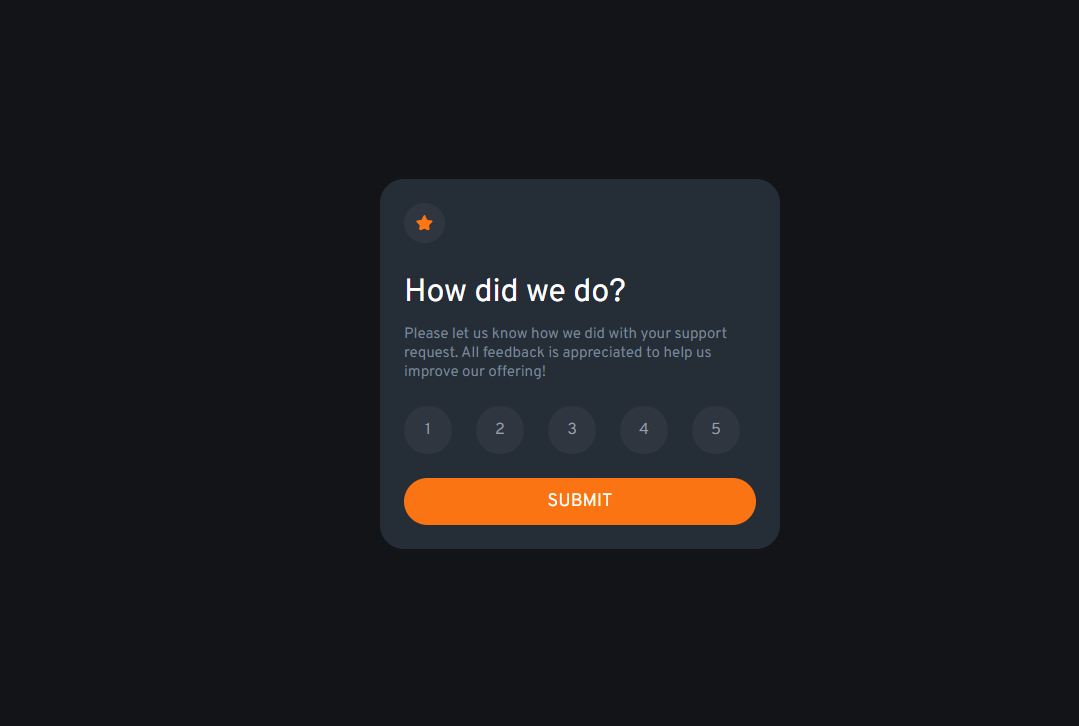 How did we do?
Please let us know how we did with your support
request. All feedback is appreciated to help us
improve our offering!
1 2 3 4 5
SUBMIT